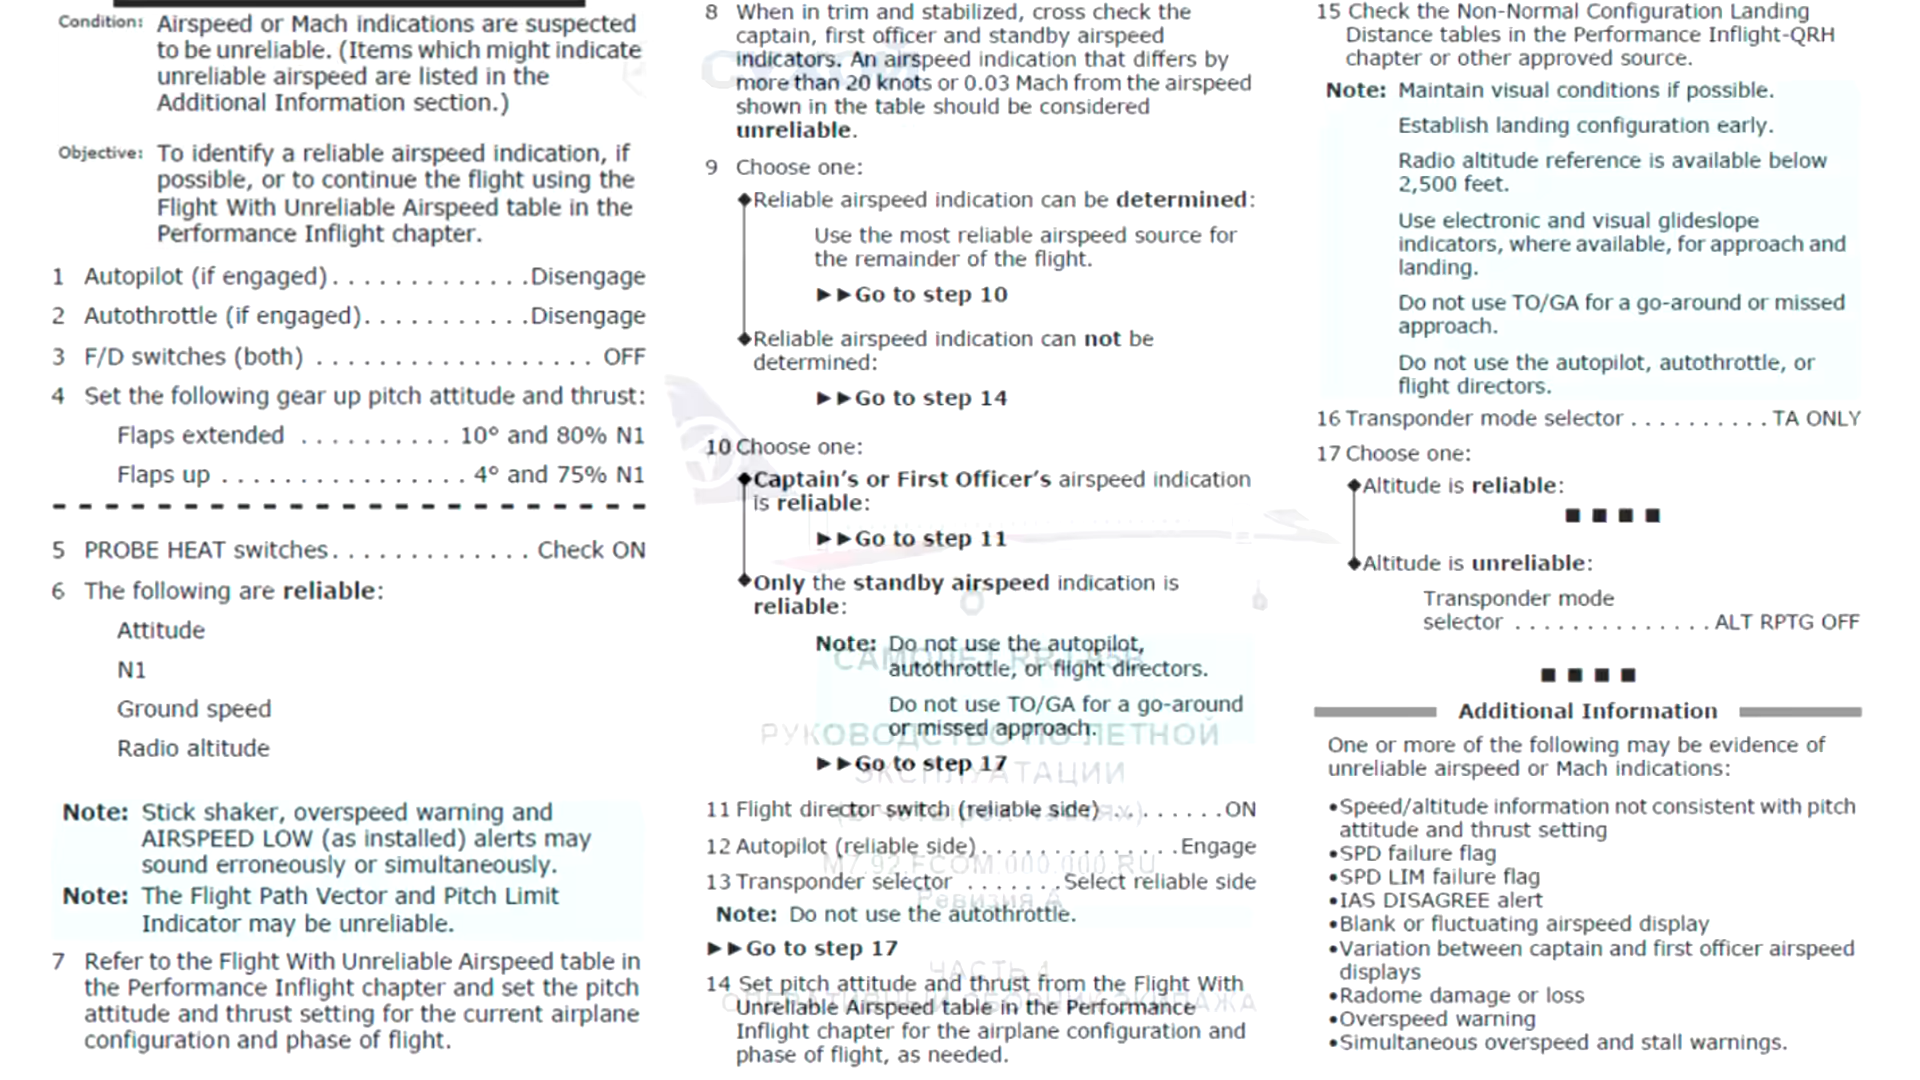 Condition: Airspeed or Mach indications are suspected
to be unreliable. (Items which might indicate
unreliable airspeed are listed in the
Additional Information section.)
Objective: To identify a reliable airspeed indication, if
possible, or to continue the flight using the
Flight With Unreliable Airspeed table in the
Performance Inflight chapter.
1 Autopilot (if engaged). . . . . . . . . . . . .Disengage
2 Autothrottle (if engaged). . . . . . . . . . .Disengage
3 F/D switches (both) . . . . . . . . . . . . . . . . . . OFF
4 Set the following gear up pitch attitude and thrust:
Flaps extended . . . . . . . . . . 10° and 80% N1
Flaps up . . . . . . . . . . . . . . . . 4° and 75% N1
5 PROBE HEAT switches. . . . . . . . . . . . . Check ON
6 The following are reliable:
Attitude
N1
Ground speed
Radio altitude
Note: Stick shaker, overspeed warning and
AIRSPEED LOW (as installed) alerts may
sound erroneously or simultaneously.
Note: The Flight Path Vector and Pitch Limit
Indicator may be unreliable.
7 Refer to the Flight With Unreliable Airspeed table in
the Performance Inflight chapter and set the pitch
attitude and thrust setting for the current airplane
configuration and phase of flight.
8 When in trim and stabilized, cross check the
captain, first officer and standby airspeed
indicators. An airspeed indication that differs by
more than 20 knots or 0.03 Mach from the airspeed
shown in the table should be considered
unreliable.
9 Choose one:
◆Reliable airspeed indication can be determined:
Use the most reliable airspeed source for
the remainder of the flight.
►►Go to step 10
◆Reliable airspeed indication can not be
determined:
►►Go to step 14
10 Choose one:
◆Captain's or First Officer's airspeed indication
is reliable:
►►Go to step 11
◆Only the standby airspeed indication is
reliable:
Note: Do not use the autopilot,
autothrottle, or flight directors.
Do not use TO/GA for a go-around
or missed approach.
►►Go to step 17
11 Flight director switch (reliable side) . . . . . . . .ON
12 Autopilot (reliable side). . . . . . . . . . . . . . .Engage
13 Transponder selector . . . . . . .Select reliable side
Note: Do not use the autothrottle.
►►Go to step 17
14 Set pitch attitude and thrust from the Flight With
Unreliable Airspeed table in the Performance
Inflight chapter for the airplane configuration and
phase of flight, as needed.
15 Check the Non-Normal Configuration Landing
Distance tables in the Performance Inflight-QRH
chapter or other approved source.
Note: Maintain visual conditions if possible.
Establish landing configuration early.
Radio altitude reference is available below
2,500 feet.
Use electronic and visual glideslope
indicators, where available, for approach and
landing.
Do not use TO/GA for a go-around or missed
approach.
Do not use the autopilot, autothrottle, or
flight directors.
16 Transponder mode selector . . . . . . . . . . TA ONLY
17 Choose one:
◆Altitude is reliable:
■ ■ ■ ■
◆Altitude is unreliable:
Transponder mode
selector . . . . . . . . . . . . . . . ALT RPTG OFF
■ ■ ■ ■
Additional Information
One or more of the following may be evidence of
unreliable airspeed or Mach indications:
•Speed/altitude information not consistent with pitch
attitude and thrust setting
•SPD failure flag
•SPD LIM failure flag
•IAS DISAGREE alert
•Blank or fluctuating airspeed display
•Variation between captain and first officer airspeed
displays
•Radome damage or loss
•Overspeed warning
•Simultaneous overspeed and stall warnings.
СУХОЙ
САМОЛЕТ
РУКОВОДСТВО ПО ЛЕТНОЙ
ЭКСПЛУАТАЦИИ
M7.92.FCOM.000.000.RU
Ревизия А
ЧАСТЬ 4
ОПЕРАТИВНЫЙ СБОРНИК ЭКИПАЖА